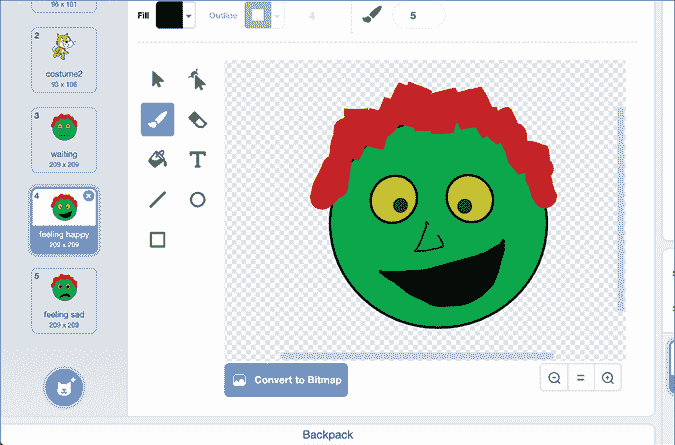 96 x 101
Fill
Outline
4
5
2
costume2
93 x 106
3
waiting
209 x 209
4
feeling happy
209 x 209
5
feeling sad
209 x 209
T
Convert to Bitmap
Backpack